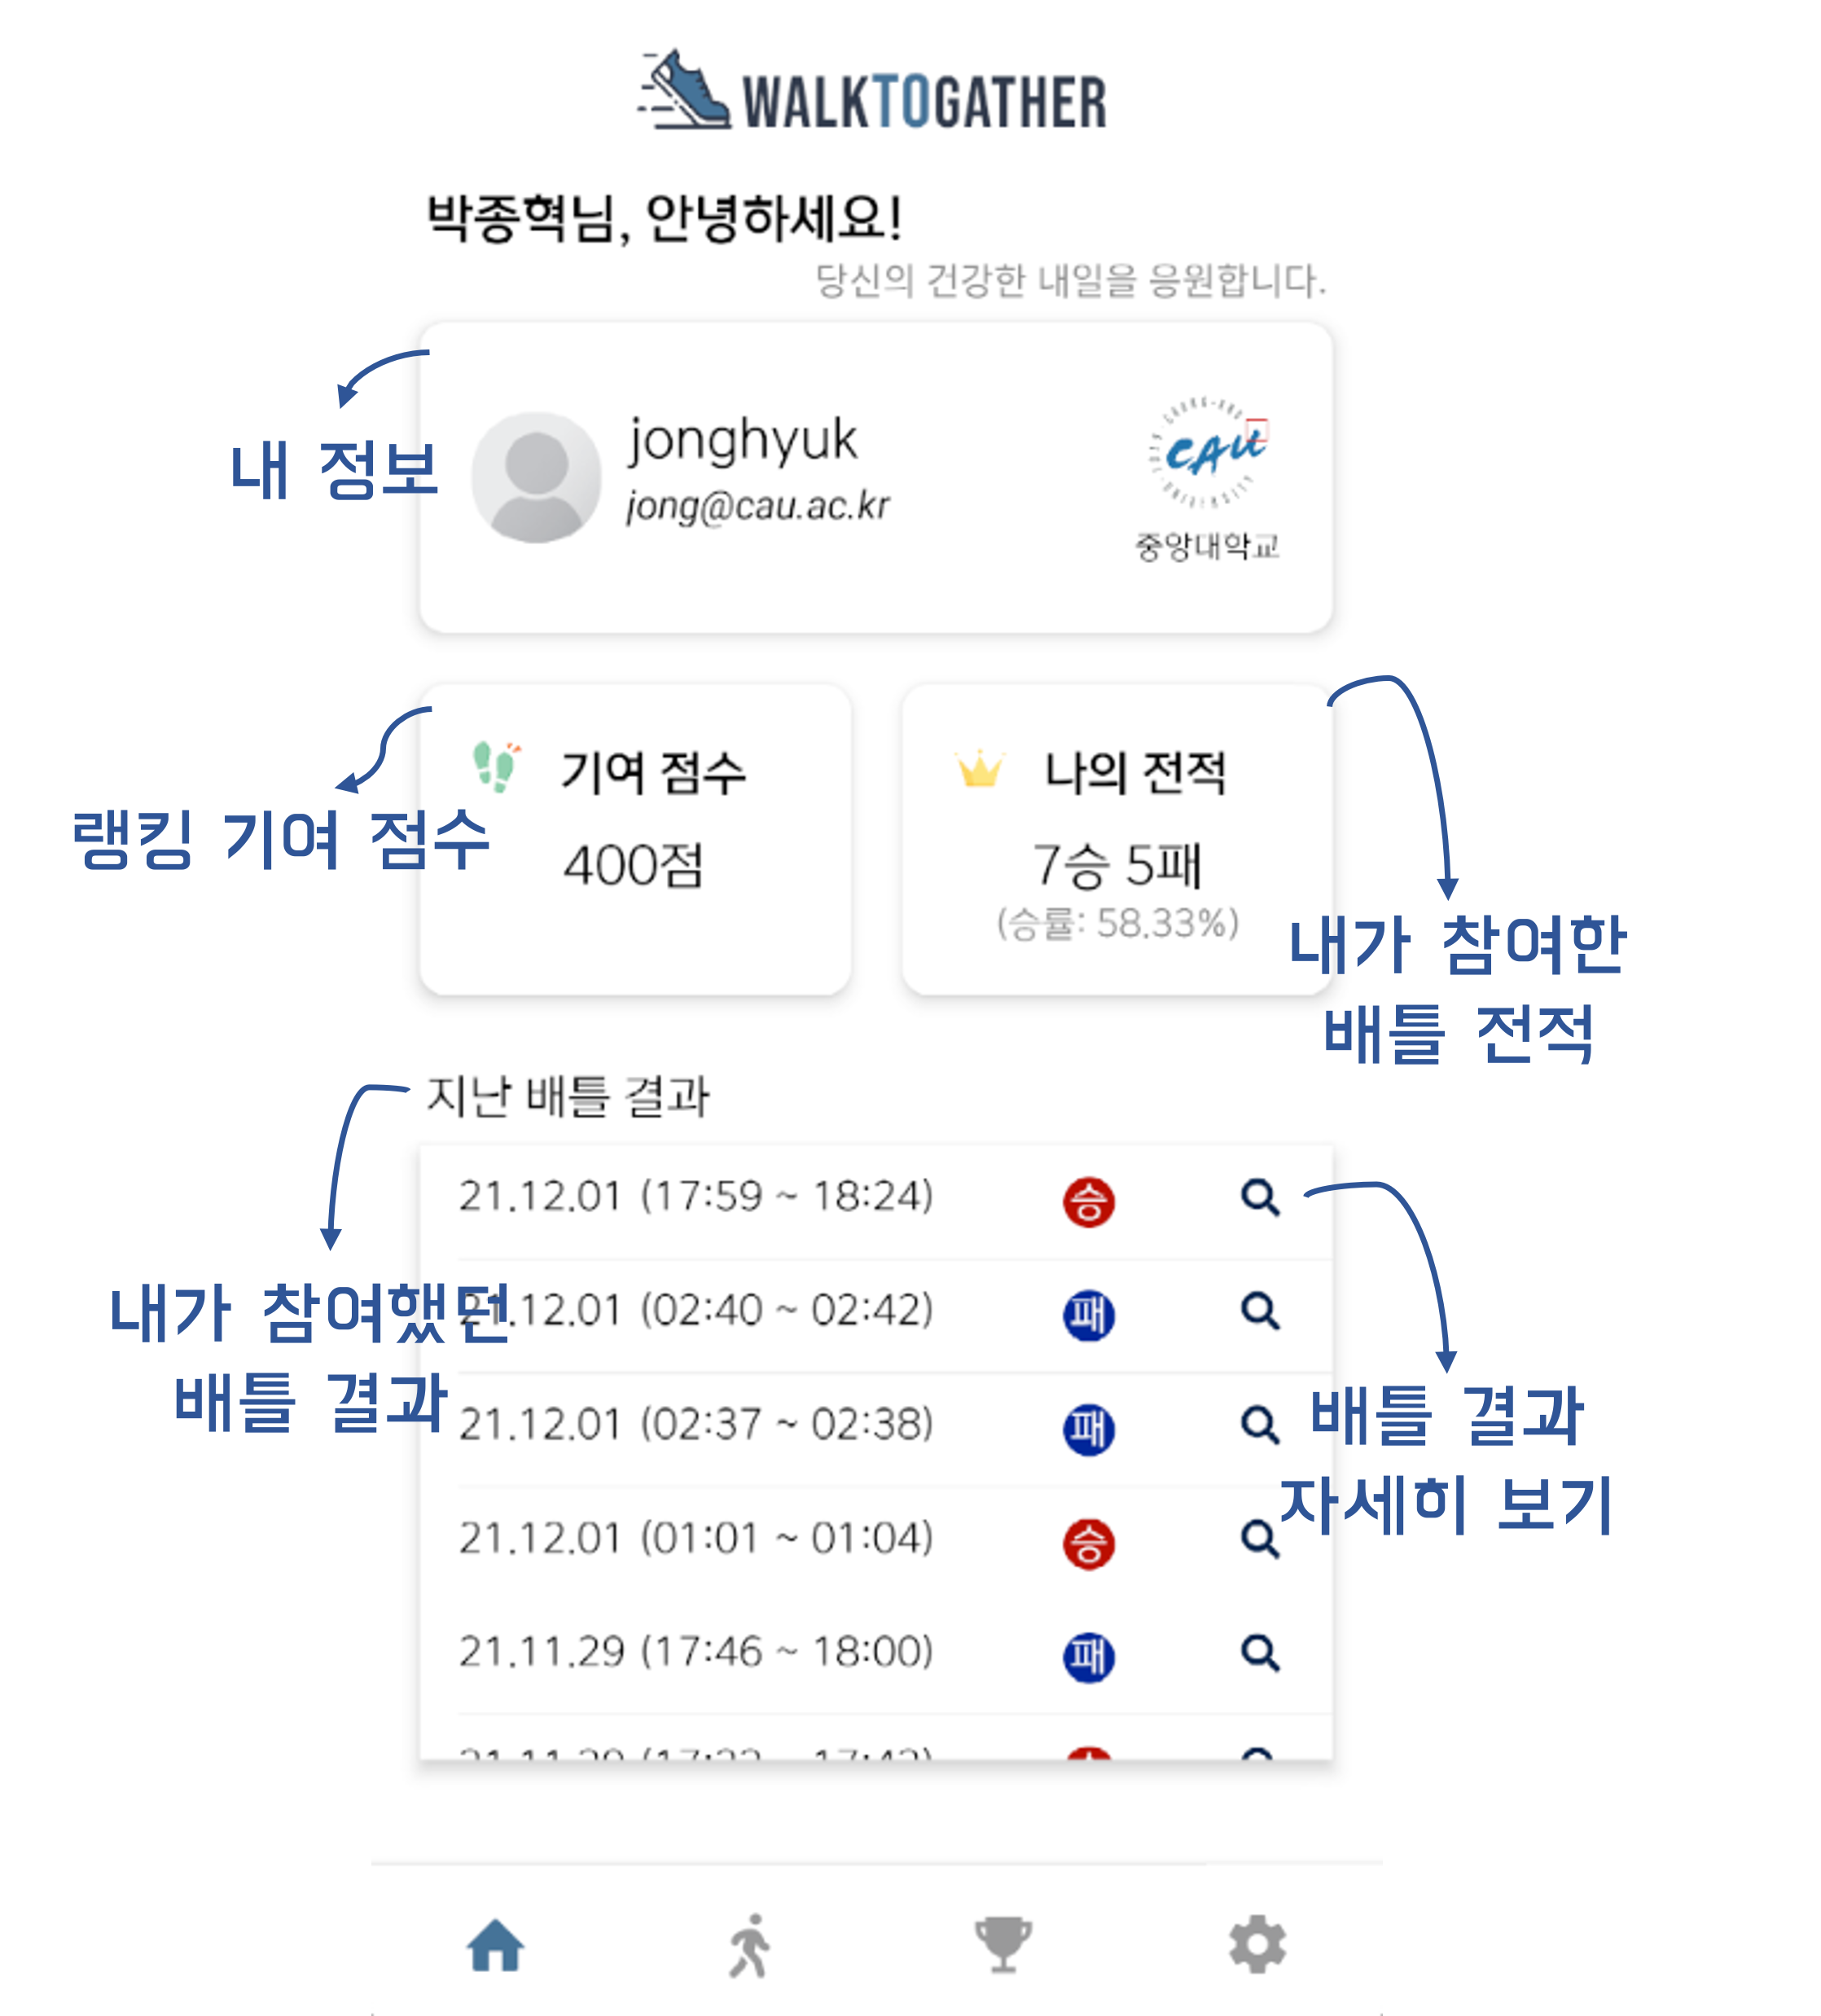 WALKTOGATHER
박종혁님, 안녕하세요!
당신의 건강한 내일을 응원합니다.
내 정보
jonghyuk
jong@cau.ac.kr
CAU
중앙대학교
기여 점수
400점
나의 전적
7승 5패
(승률: 58.33%)
랭킹 기여 점수
내가 참여한
배틀 전적
지난 배틀 결과
21.12.01 (17:59 ~ 18:24) 승
21.12.01 (02:40 ~ 02:42) 패
21.12.01 (02:37 ~ 02:38) 패
21.12.01 (01:01 ~ 01:04) 승
21.11.29 (17:46 ~ 18:00) 패
내가 참여했던
배틀 결과
배틀 결과
자세히 보기